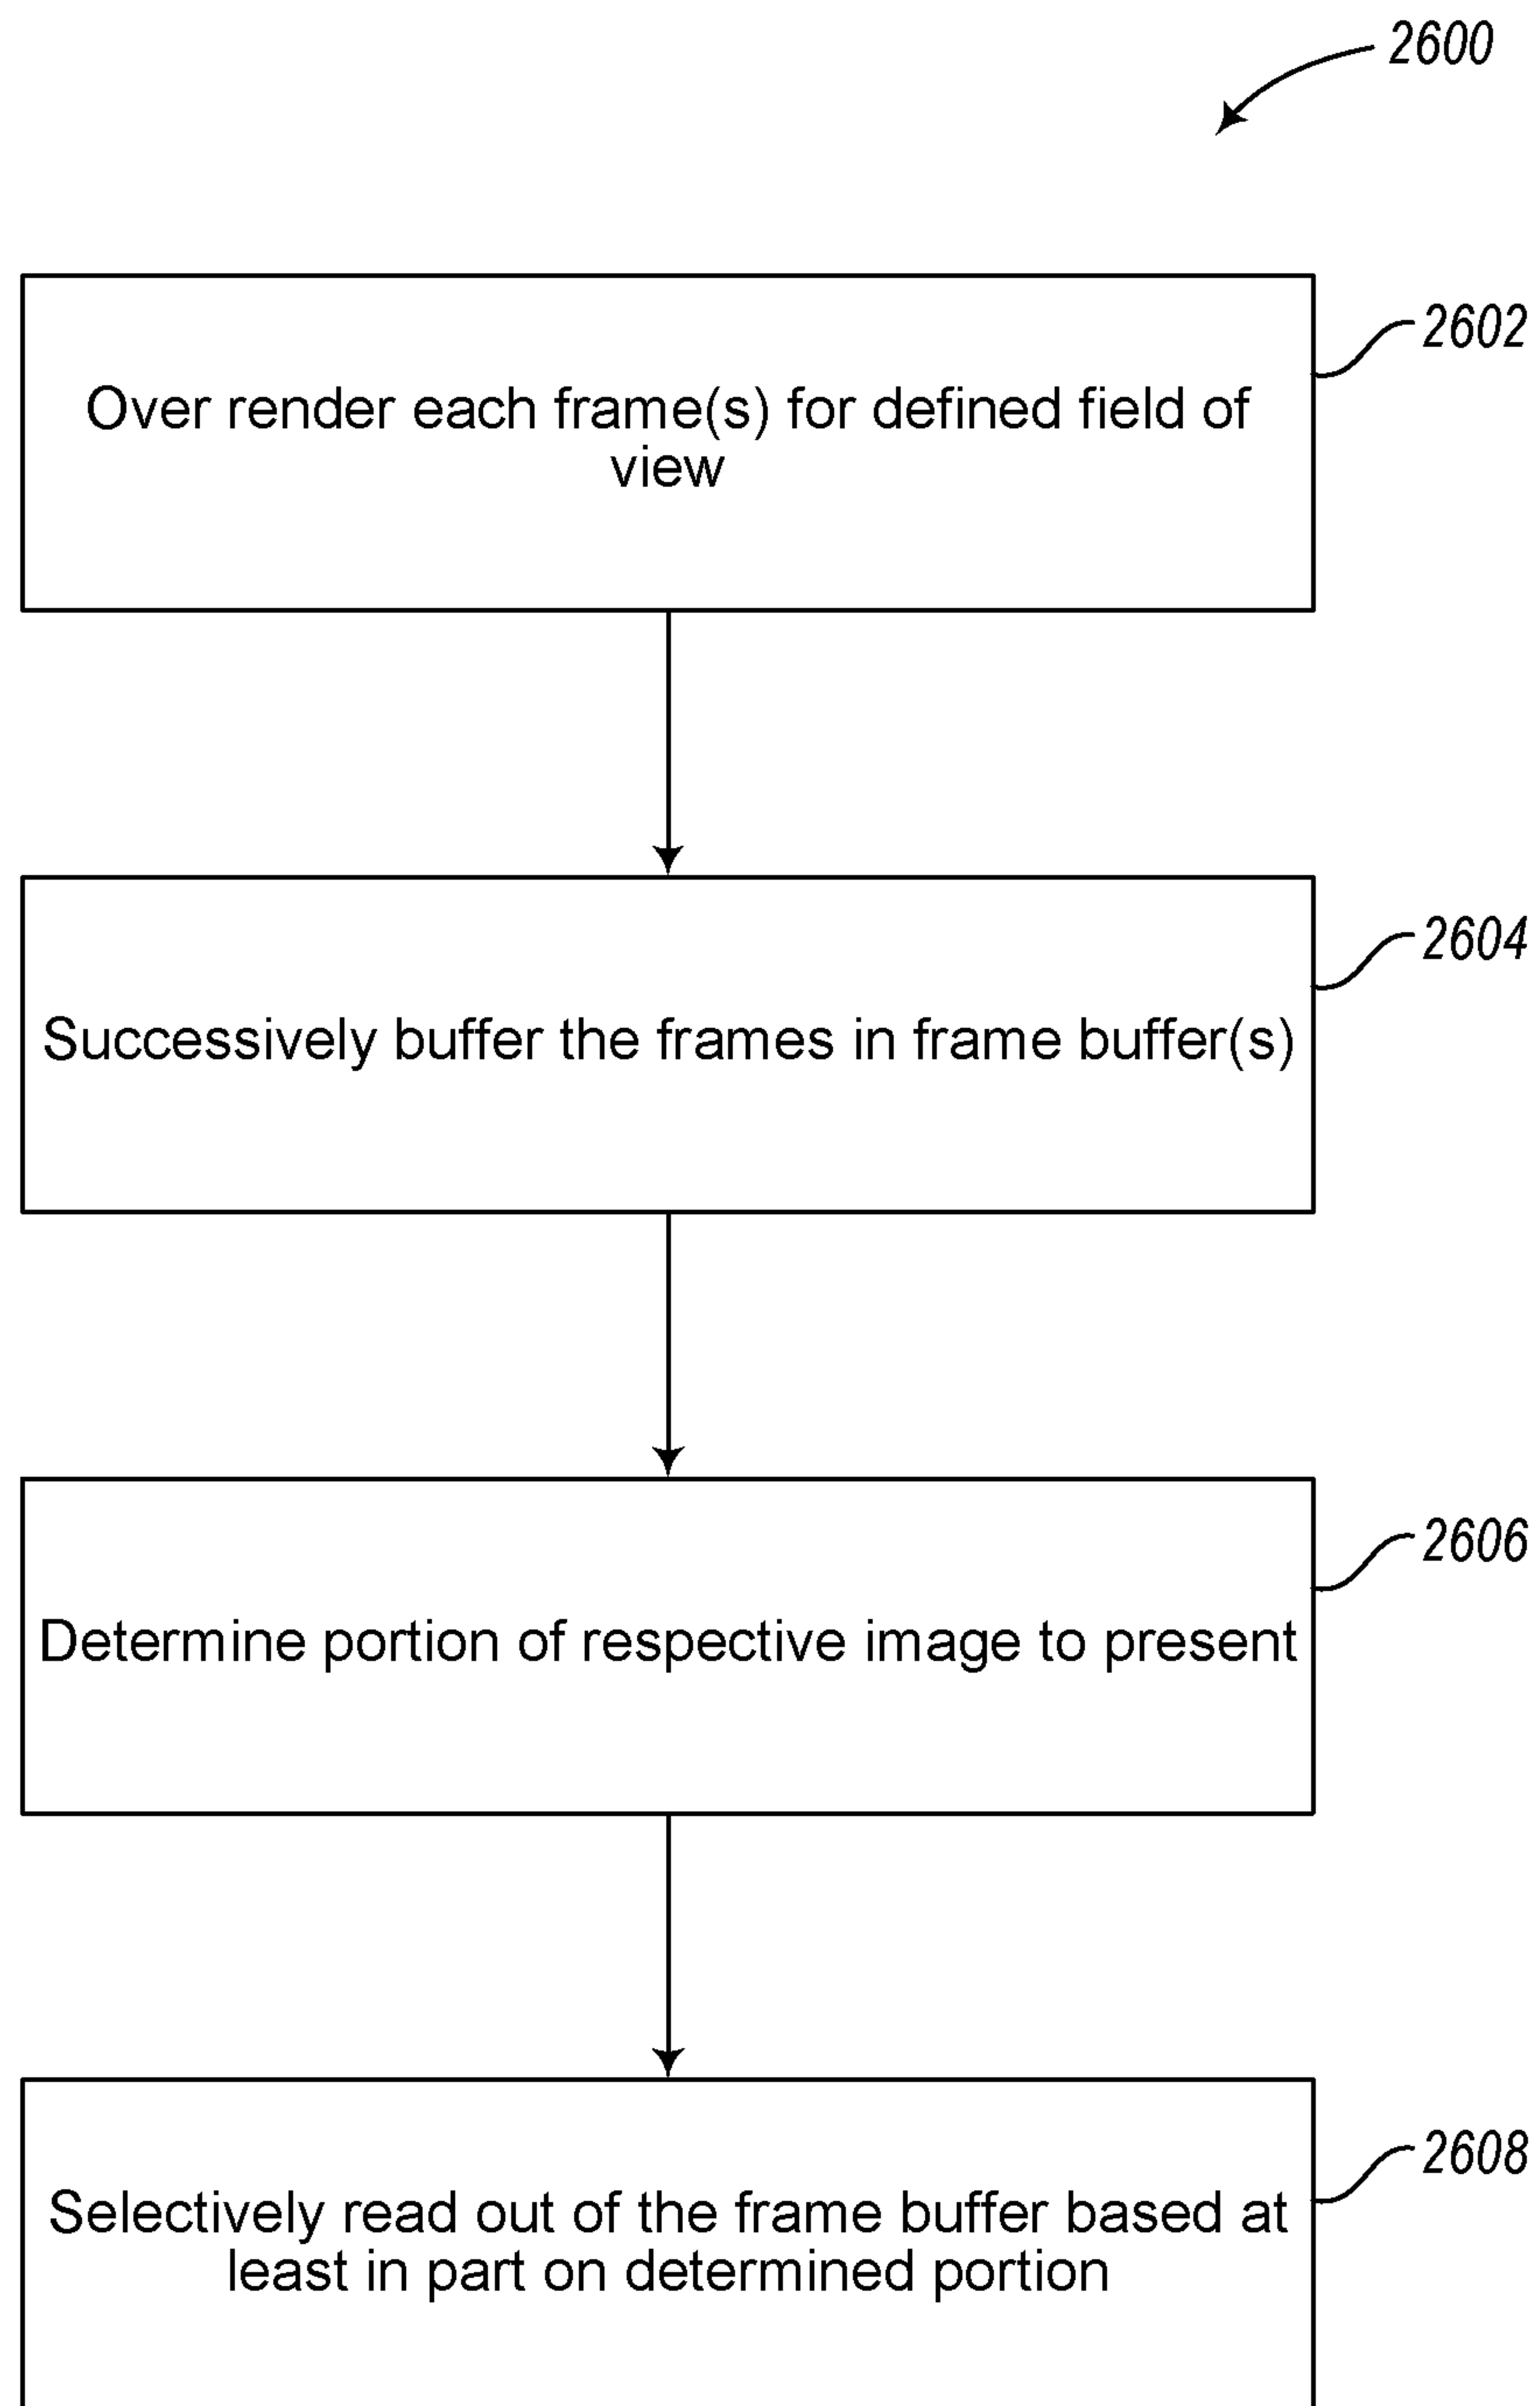 2600
2602
Over render each frame(s) for defined field of
view
2604
Successively buffer the frames in frame buffer(s)
2606
Determine portion of respective image to present
2608
Selectively read out of the frame buffer based at
least in part on determined portion